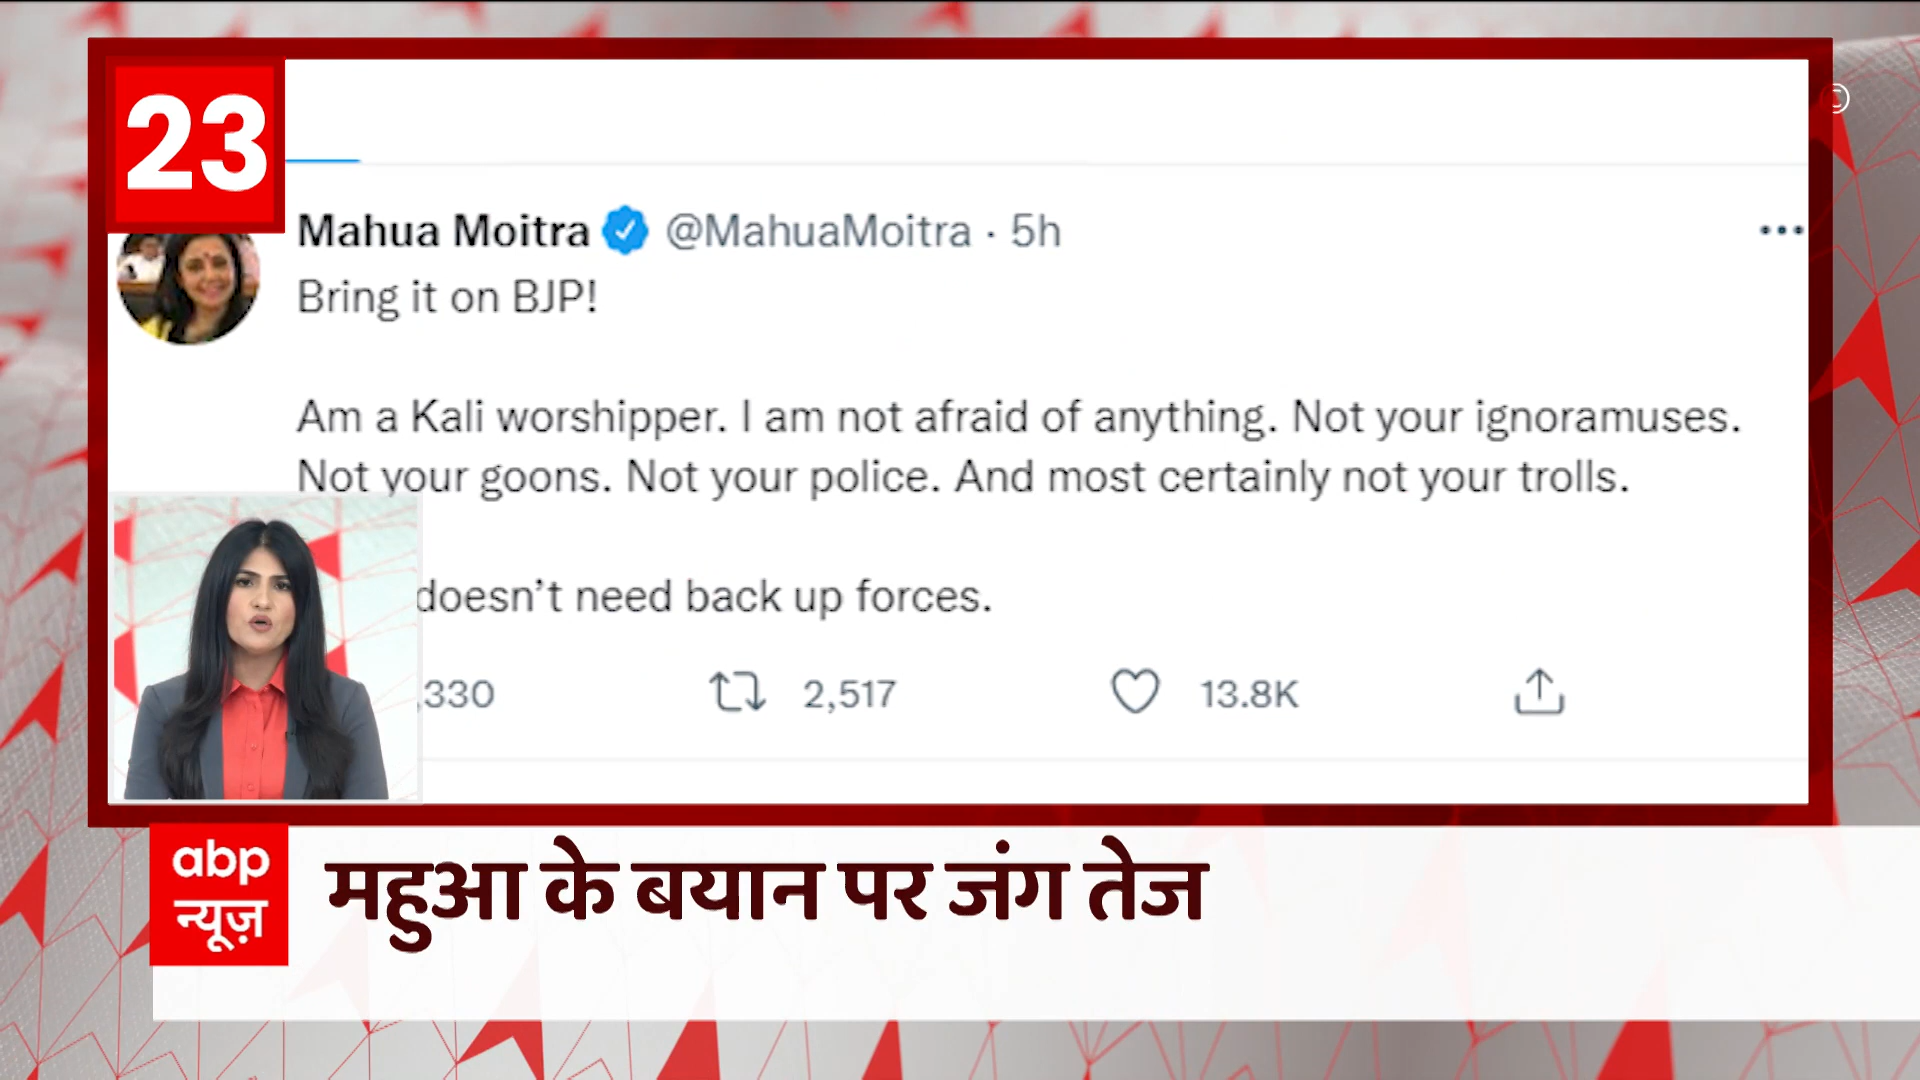 23
©
Mahua Moitra @MahuaMoitra · 5h
Bring it on BJP!
Am a Kali worshipper. I am not afraid of anything. Not your ignoramuses.
Not your goons. Not your police. And most certainly not your trolls.
doesn't need back up forces.
,330 2,517 13.8K
abp
न्यूज़
महुआ के बयान पर जंग तेज